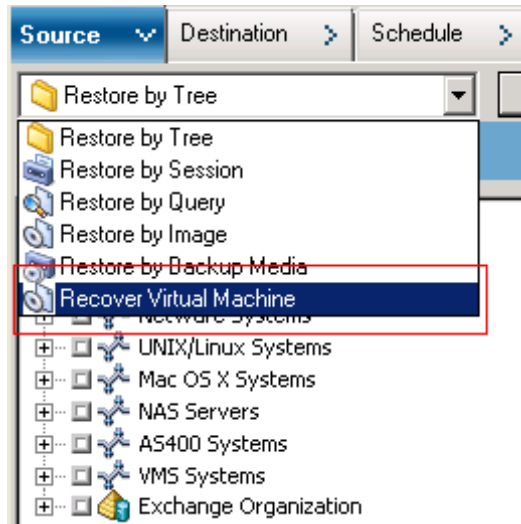 Source Destination Schedule
Restore by Tree
Restore by Tree
Restore by Session
Restore by Query
Restore by Image
Restore by Backup Media
Recover Virtual Machine
Netware Systems
UNIX/Linux Systems
Mac OS X Systems
NAS Servers
AS400 Systems
VMS Systems
Exchange Organization